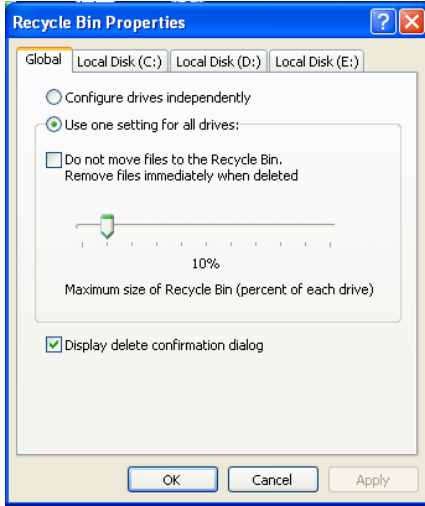 Recycle Bin Properties
Global Local Disk (C:) Local Disk (D:) Local Disk (E:)
Configure drives independently
Use one setting for all drives:
Do not move files to the Recycle Bin.
Remove files immediately when deleted
10%
Maximum size of Recycle Bin (percent of each drive)
Display delete confirmation dialog
OK Cancel Apply